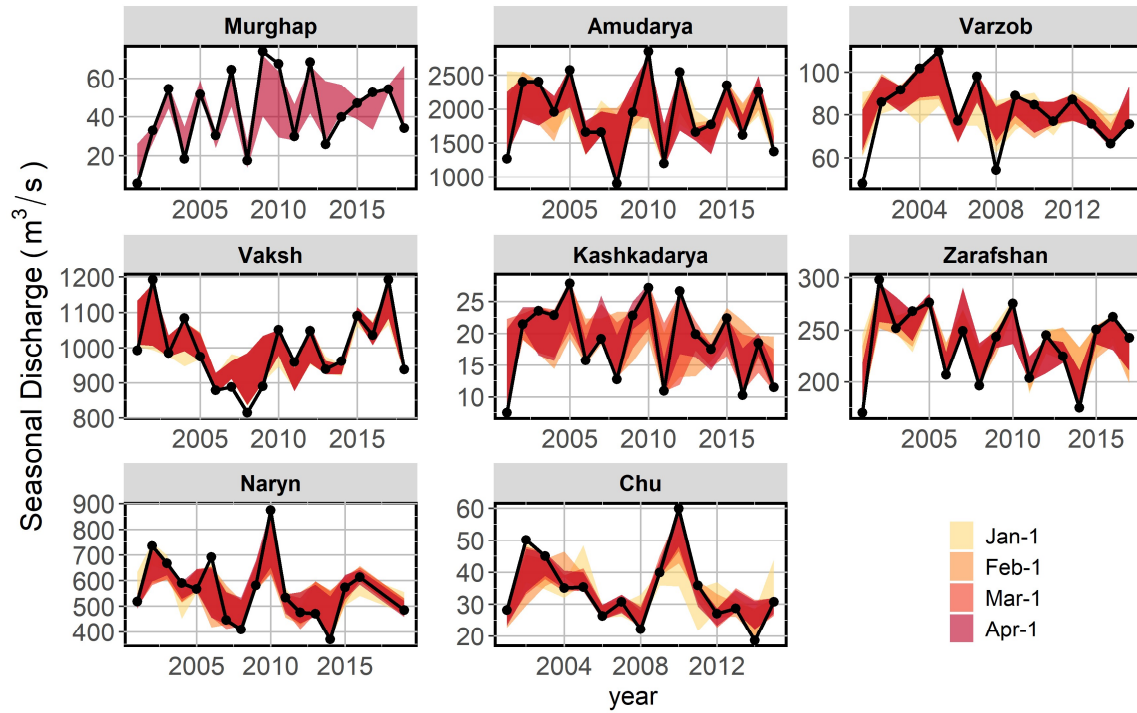 Murghap
Amudarya
Varzob
60
40
20
2500
2000
1500
1000
100
80
60
2005 2010 2015
2005 2010 2015
2004 2008 2012
Vaksh
Kashkadarya
Zarafshan
1200
1100
1000
900
800
25
20
15
10
300
250
200
2005 2010 2015
2005 2010 2015
2005 2010 2015
Naryn
Chu
900
800
700
600
500
400
60
50
40
30
20
2005 2010 2015
2004 2008 2012
Seasonal Discharge ( m³ / s )
year
Jan-1
Feb-1
Mar-1
Apr-1